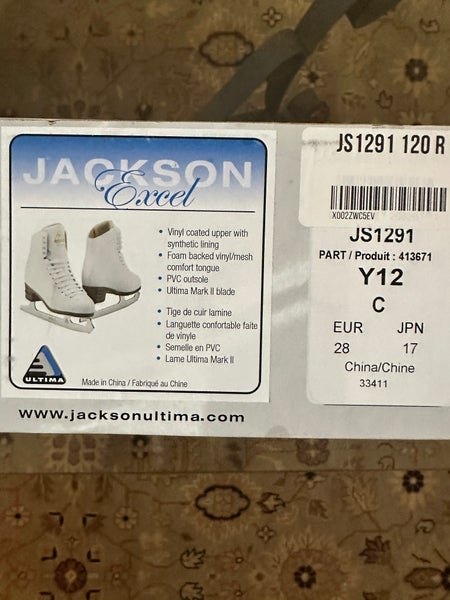 JACKSON
Excel
• Vinyl coated upper with
synthetic lining
• Foam backed vinyl/mesh
comfort tongue
• PVC outsole
• Ultima Mark II blade
• Tige de cuir lamine
• Languette confortable faite
de vinyle
• Semelle en PVC
• Lame Ultima Mark II
ULTIMA
Made in China / Fabriqué au Chine
www.jacksonultima.com
JS1291 120 R
X002ZWC5EV
JS1291
PART / Produit : 413671
Y12
C
EUR JPN
28 17
China/Chine
33411